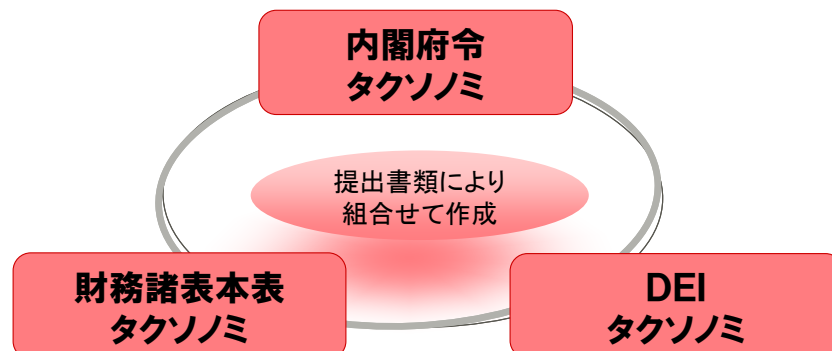 内閣府令
タクソノミ
提出書類により
組合せて作成
財務諸表本表
タクソノミ
DEI
タクソノミ